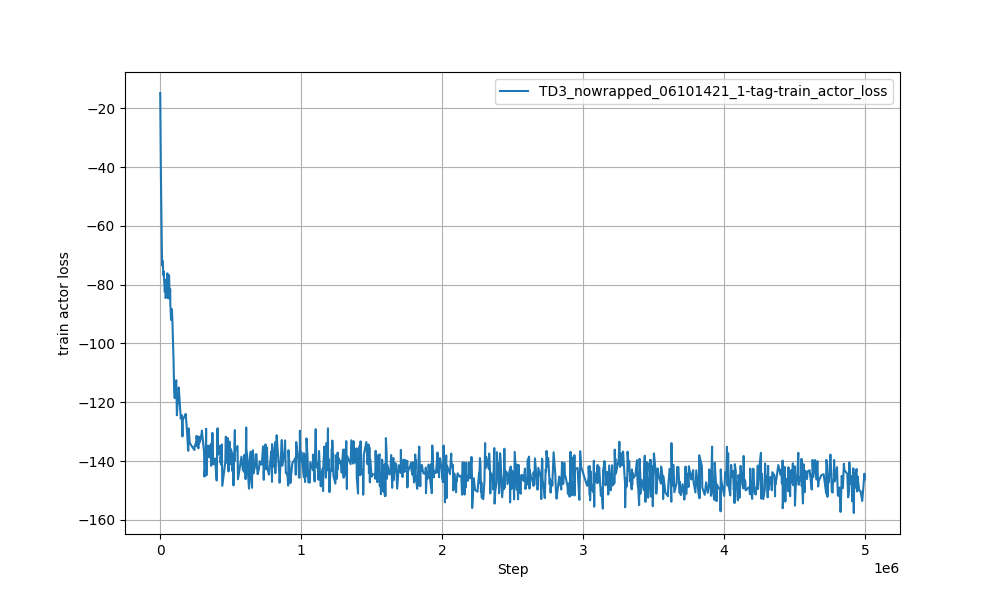 TD3_nowrapped_06101421_1-tag-train_actor_loss
train actor loss
−20
−40
−60
−80
−100
−120
−140
−160
0 1 2 3 4 5
1e6
Step